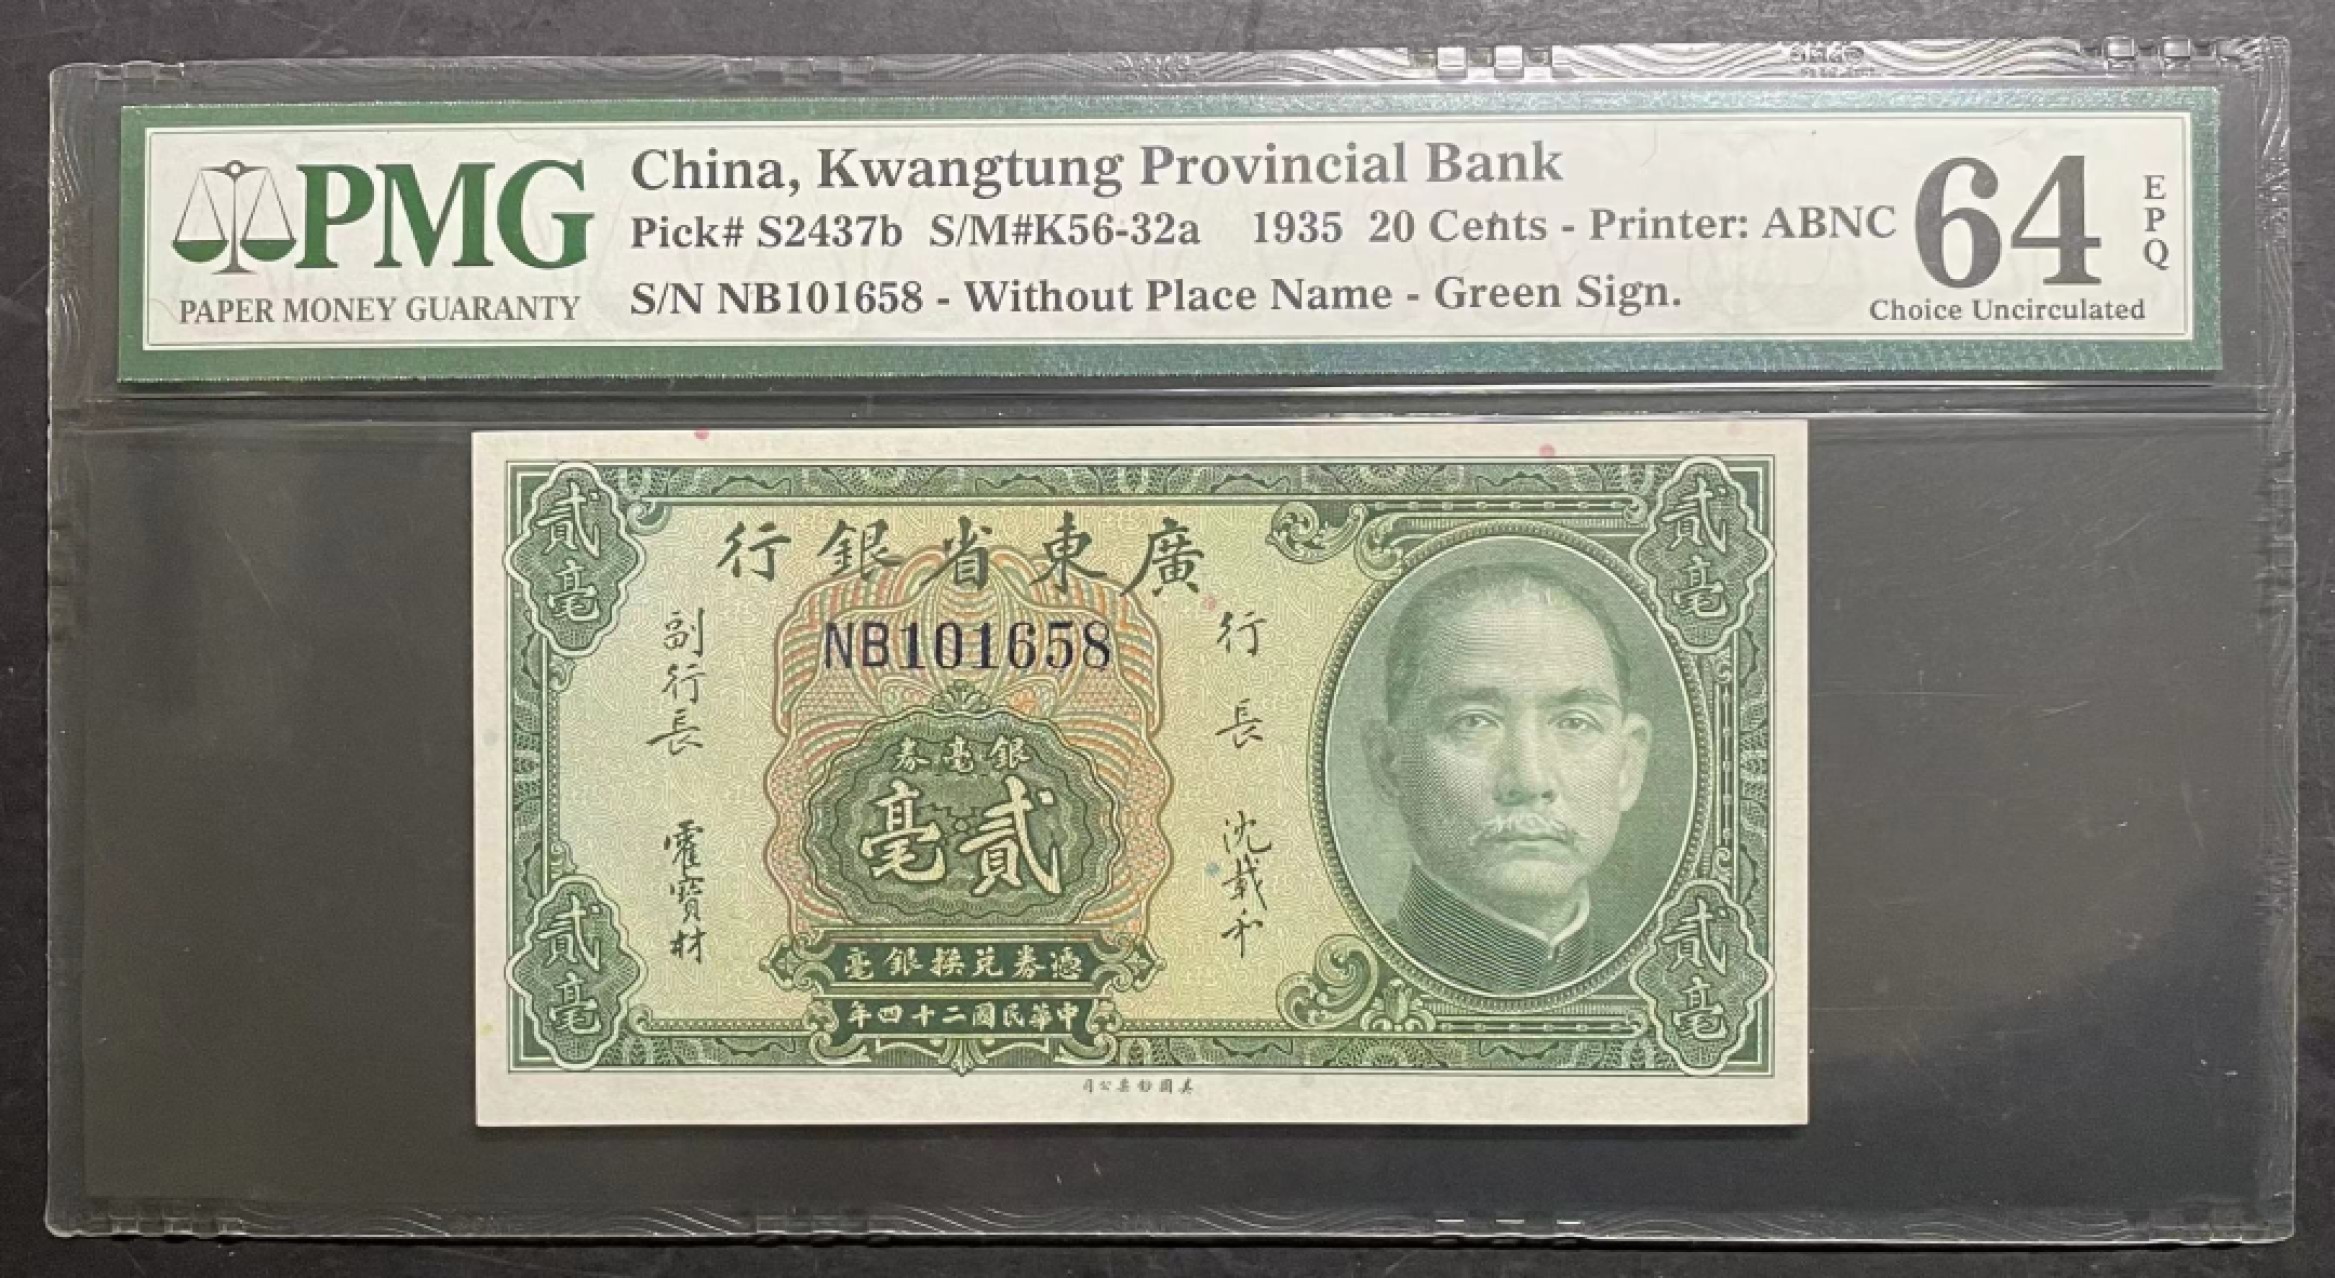 PMG
PAPER MONEY GUARANTY
China, Kwangtung Provincial Bank
Pick# S2437b S/M#K56-32a 1935 20 Cents - Printer: ABNC
S/N NB101658 - Without Place Name - Green Sign.
64
EPQ
Choice Uncirculated
貳毫
貳毫
廣東省銀行
NB101658
行長 沈載和
副行長 霍寶材
銀毫券
貳毫
憑券兌換銀毫
中華民國二十四年
貳毫
貳毫
美國鈔票公司